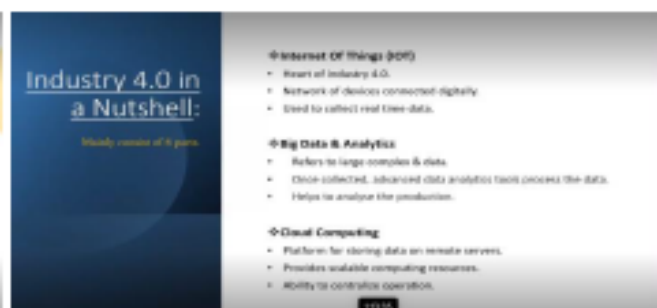 Industry 4.0 in
a Nutshell:
Mainly consist of 6 parts.
❖Internet Of Things (IOT)
• Heart of industry 4.0.
• Network of devices connected digitally.
• Used to collect real time data.
❖Big Data & Analytics
• Refers to large complex & data.
• Once collected, advanced data analytics tools process the data.
• Helps to analyse the production.
❖Cloud Computing
• Platform for storing data on remote servers.
• Provides scalable computing resources.
• Ability to centralize operation.